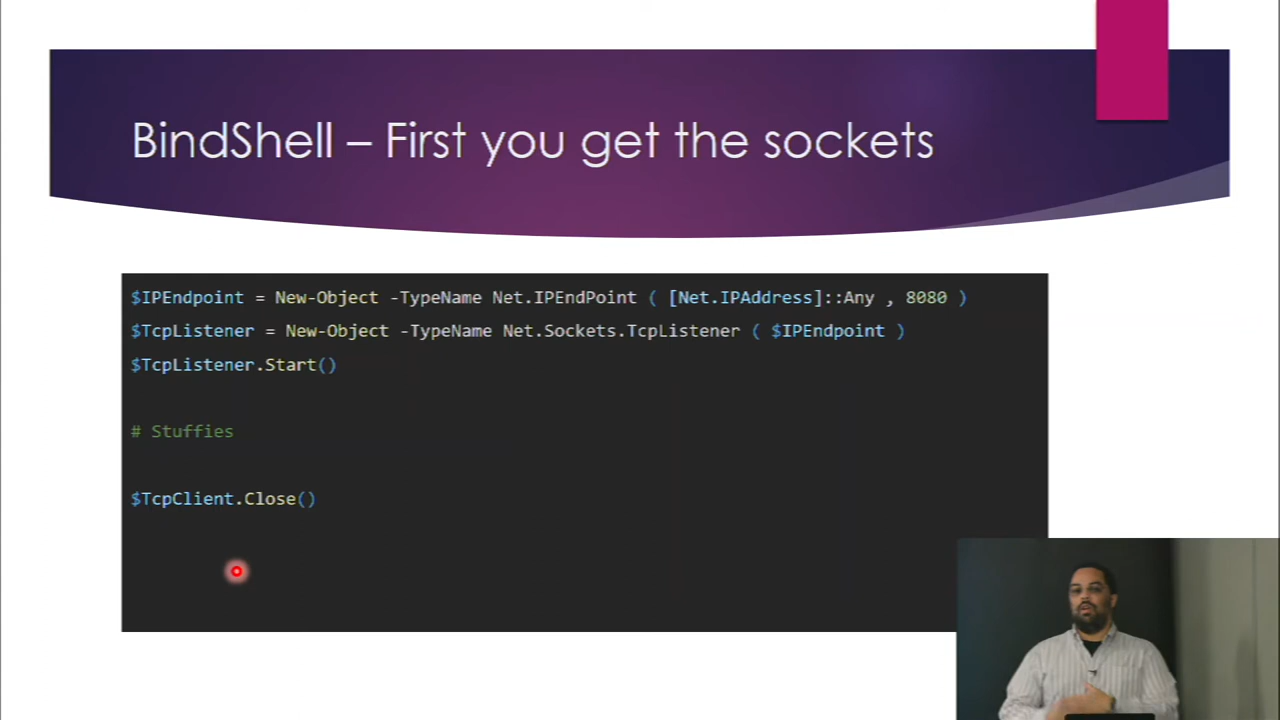 BindShell – First you get the sockets
$IPEndpoint = New-Object -TypeName Net.IPEndPoint ( [Net.IPAddress]::Any , 8080 )
$TcpListener = New-Object -TypeName Net.Sockets.TcpListener ( $IPEndpoint )
$TcpListener.Start()
# Stuffies
$TcpClient.Close()